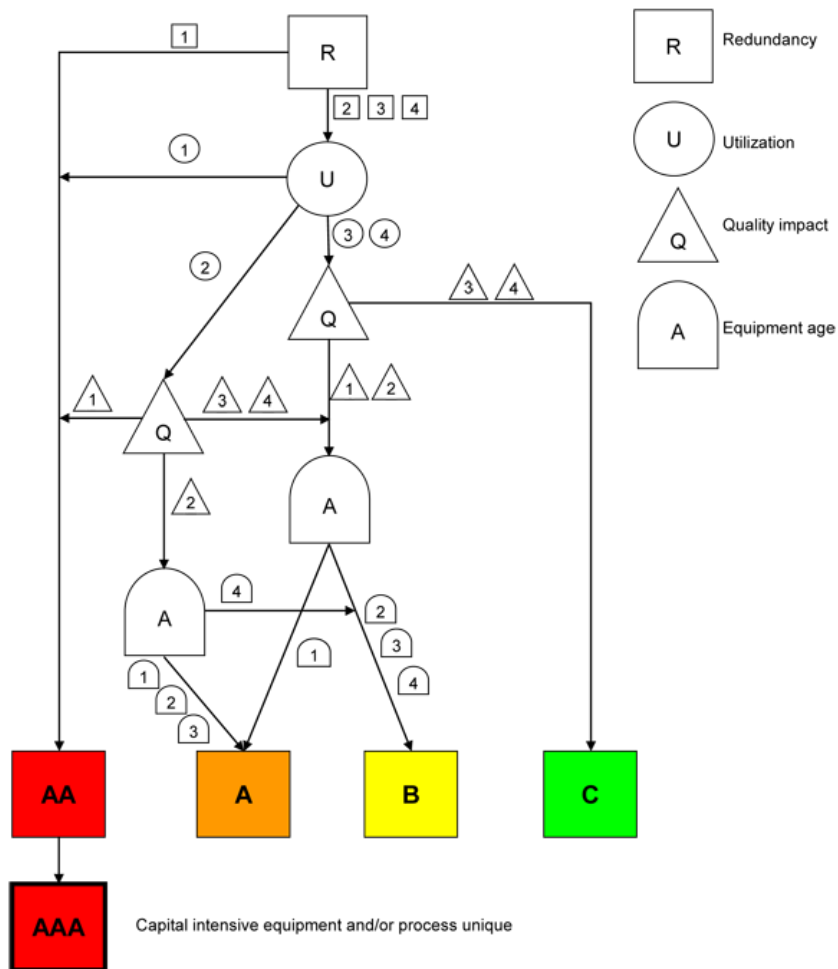 1
R
R
Redundancy
2 3 4
1
U
U
Utilization
3 4
2
Q
Quality impact
3 4
Q
A
Equipment age
1 2
1
3 4
Q
2
A
A
4
2
1
3
1
4
2
3
AA
A
B
C
AAA
Capital intensive equipment and/or process unique